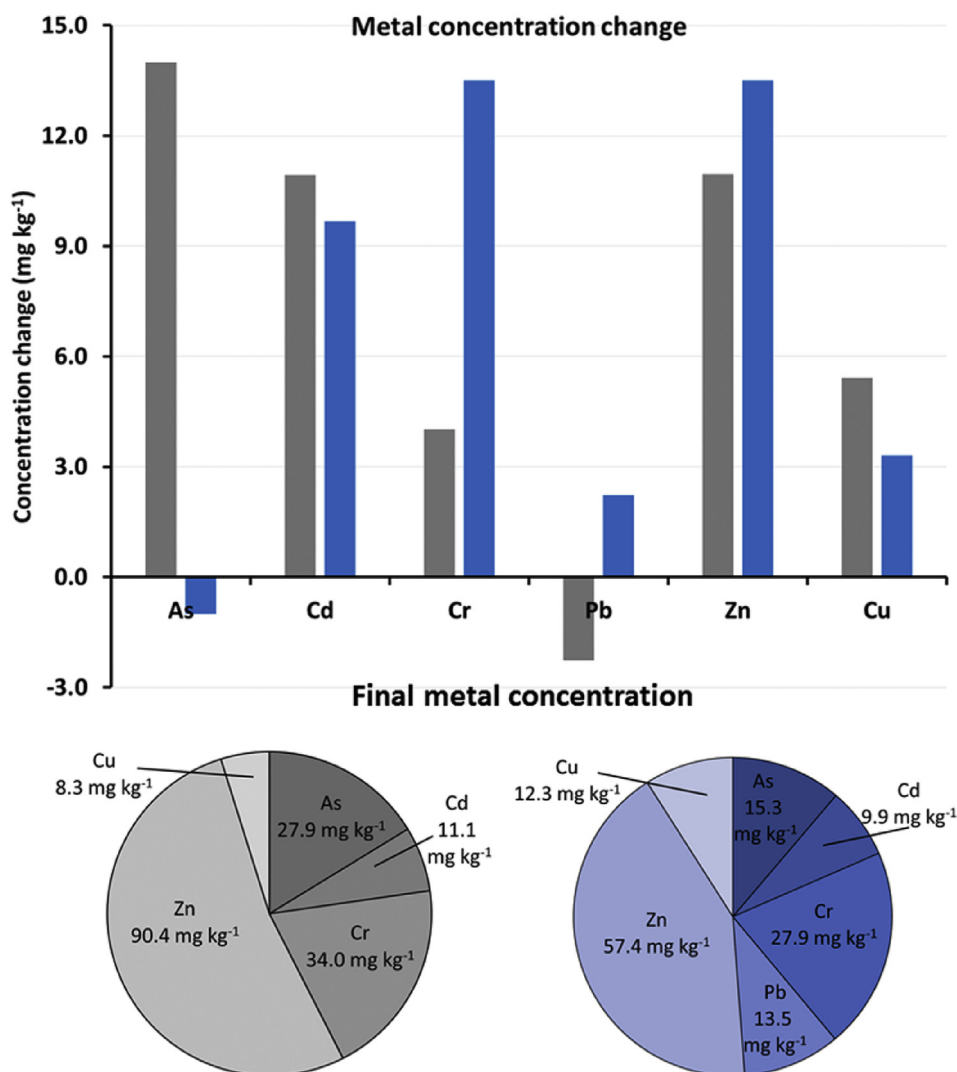 Metal concentration change
Concentration change (mg kg⁻¹)
15.0
12.0
9.0
6.0
3.0
0.0
-3.0
As
Cd
Cr
Pb
Zn
Cu
Final metal concentration
Cu
8.3 mg kg⁻¹
As
27.9 mg kg⁻¹
Cd
11.1
mg kg⁻¹
Zn
90.4 mg kg⁻¹
Cr
34.0 mg kg⁻¹
Cu
12.3 mg kg⁻¹
As
15.3
mg kg⁻¹
Cd
9.9 mg kg⁻¹
Zn
57.4 mg kg⁻¹
Cr
27.9 mg kg⁻¹
Pb
13.5
mg kg⁻¹